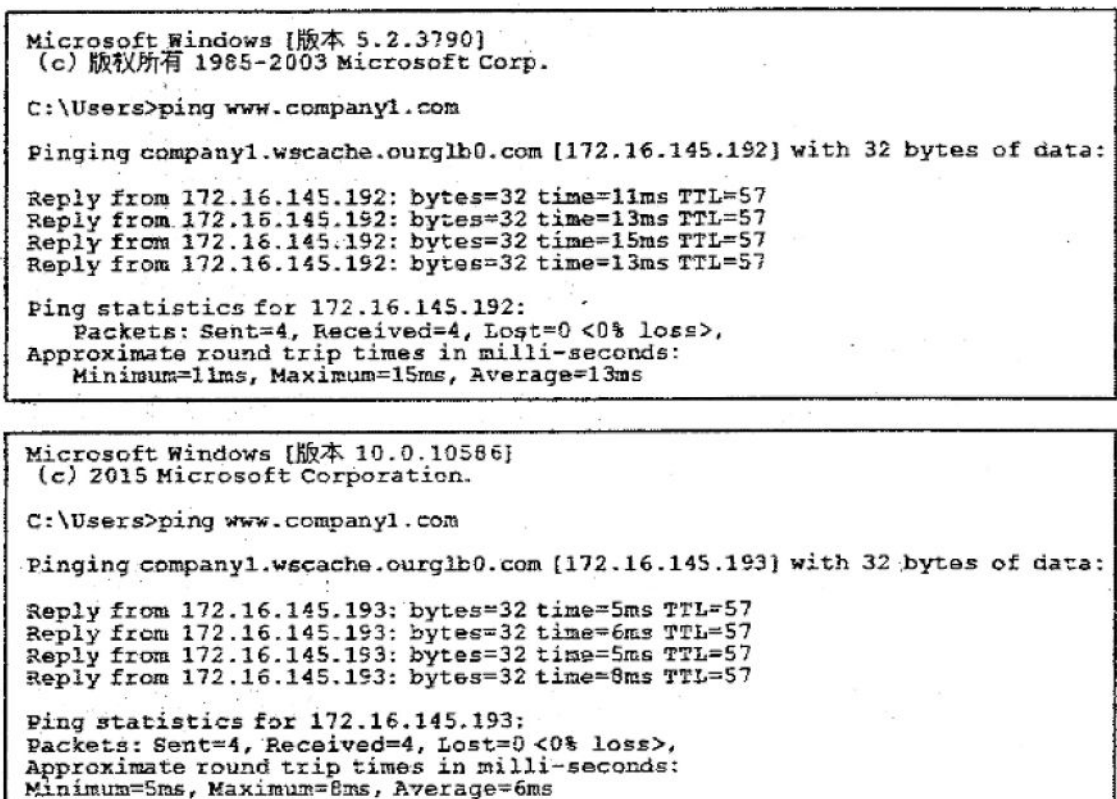 Microsoft Windows [版本 5.2.3790]
(c) 版权所有 1985-2003 Microsoft Corp.
C:\Users>ping www.company1.com
Pinging company1.wscache.ourglb0.com [172.16.145.192] with 32 bytes of data:
Reply from 172.16.145.192: bytes=32 time=11ms TTL=57
Reply from 172.16.145.192: bytes=32 time=13ms TTL=57
Reply from 172.16.145.192: bytes=32 time=15ms TTL=57
Reply from 172.16.145.192: bytes=32 time=13ms TTL=57
Ping statistics for 172.16.145.192:
Packets: Sent=4, Received=4, Lost=0 <0% loss>,
Approximate round trip times in milli-seconds:
Minimum=11ms, Maximum=15ms, Average=13ms
Microsoft Windows [版本 10.0.10586]
(c) 2015 Microsoft Corporation.
C:\Users>ping www.company1.com
Pinging company1.wscache.ourglb0.com [172.16.145.193] with 32 bytes of data:
Reply from 172.16.145.193: bytes=32 time=5ms TTL=57
Reply from 172.16.145.193: bytes=32 time=6ms TTL=57
Reply from 172.16.145.193: bytes=32 time=5ms TTL=57
Reply from 172.16.145.193: bytes=32 time=8ms TTL=57
Ping statistics for 172.16.145.193:
Packets: Sent=4, Received=4, Lost=0 <0% loss>,
Approximate round trip times in milli-seconds:
Minimum=5ms, Maximum=8ms, Average=6ms